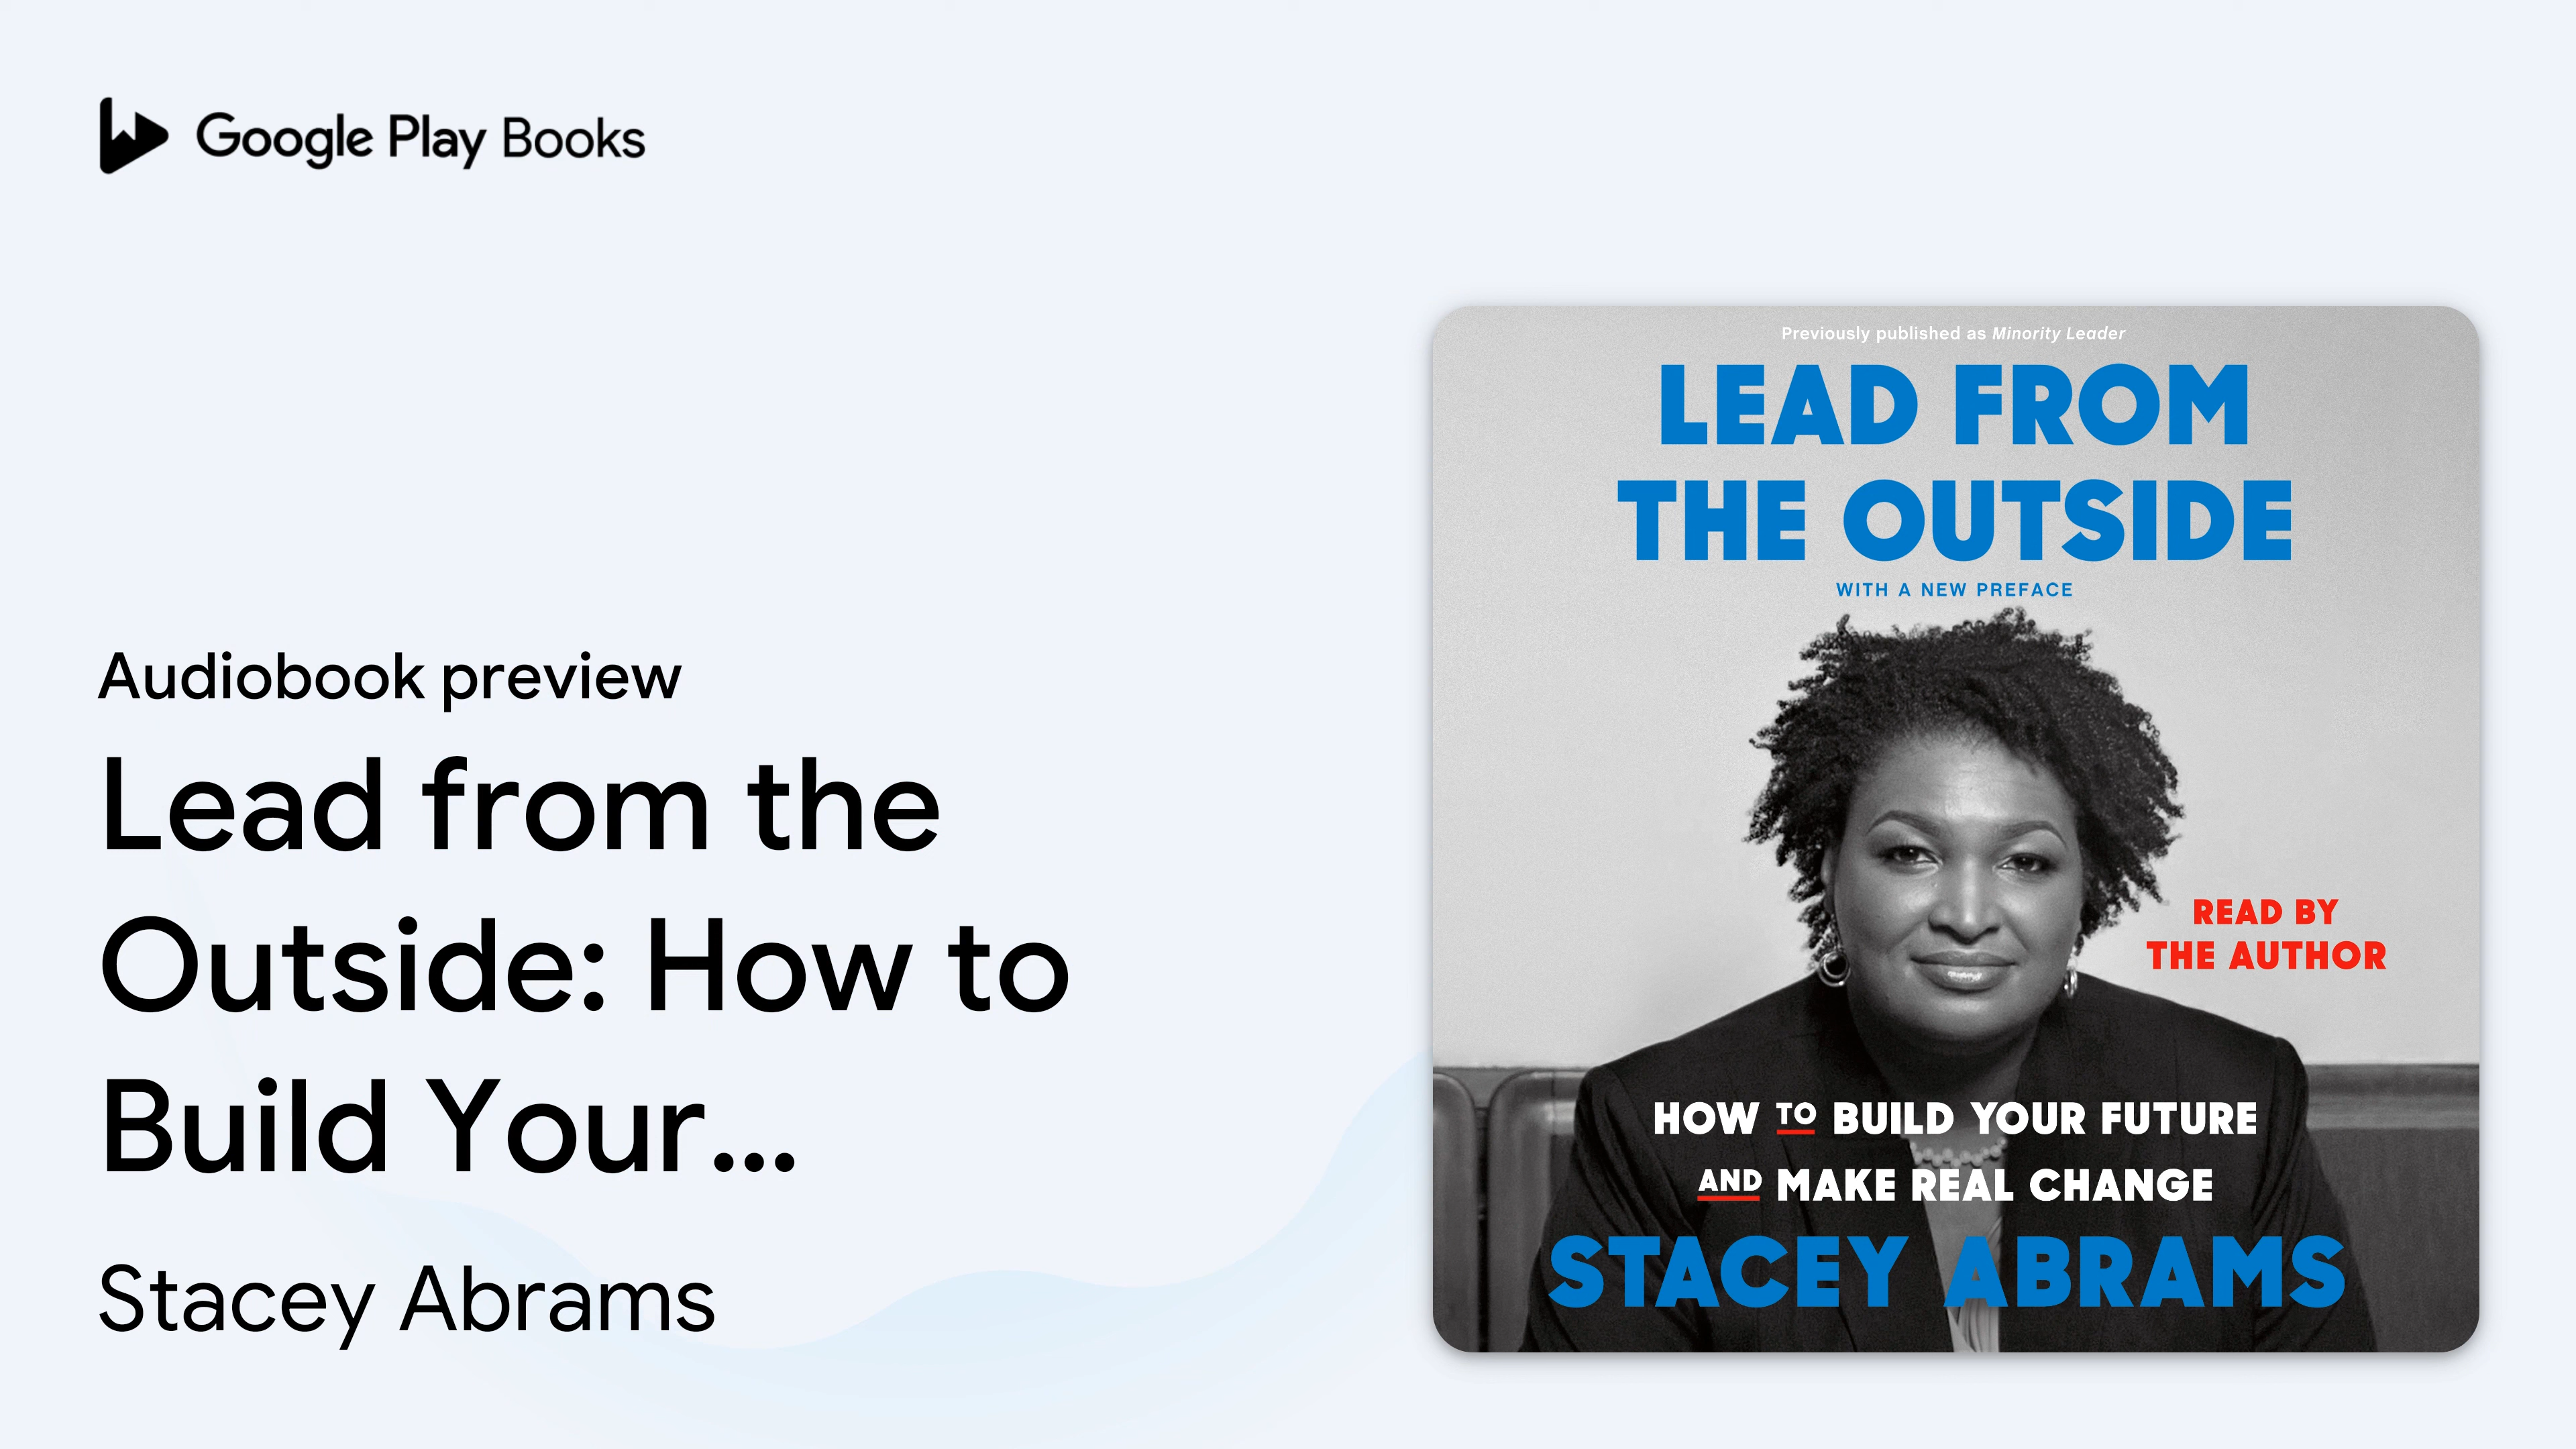 Google Play Books
Audiobook preview
Lead from the
Outside: How to
Build Your...
Stacey Abrams
Previously published as Minority Leader
LEAD FROM
THE OUTSIDE
WITH A NEW PREFACE
READ BY
THE AUTHOR
HOW TO BUILD YOUR FUTURE
AND MAKE REAL CHANGE
STACEY ABRAMS